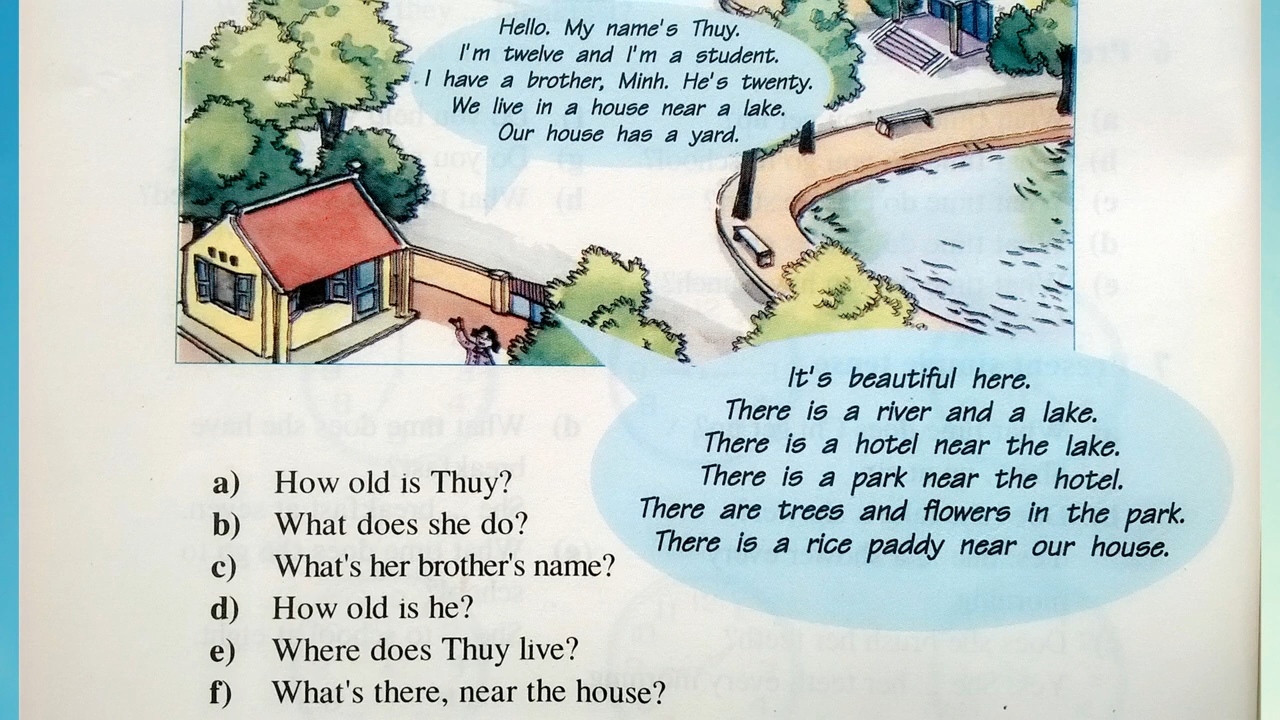 Hello. My name's Thuy.
I'm twelve and I'm a student.
I have a brother, Minh. He's twenty.
We live in a house near a lake.
Our house has a yard.
It's beautiful here.
There is a river and a lake.
There is a hotel near the lake.
There is a park near the hotel.
There are trees and flowers in the park.
There is a rice paddy near our house.
a) How old is Thuy?
b) What does she do?
c) What's her brother's name?
d) How old is he?
e) Where does Thuy live?
f) What's there, near the house?